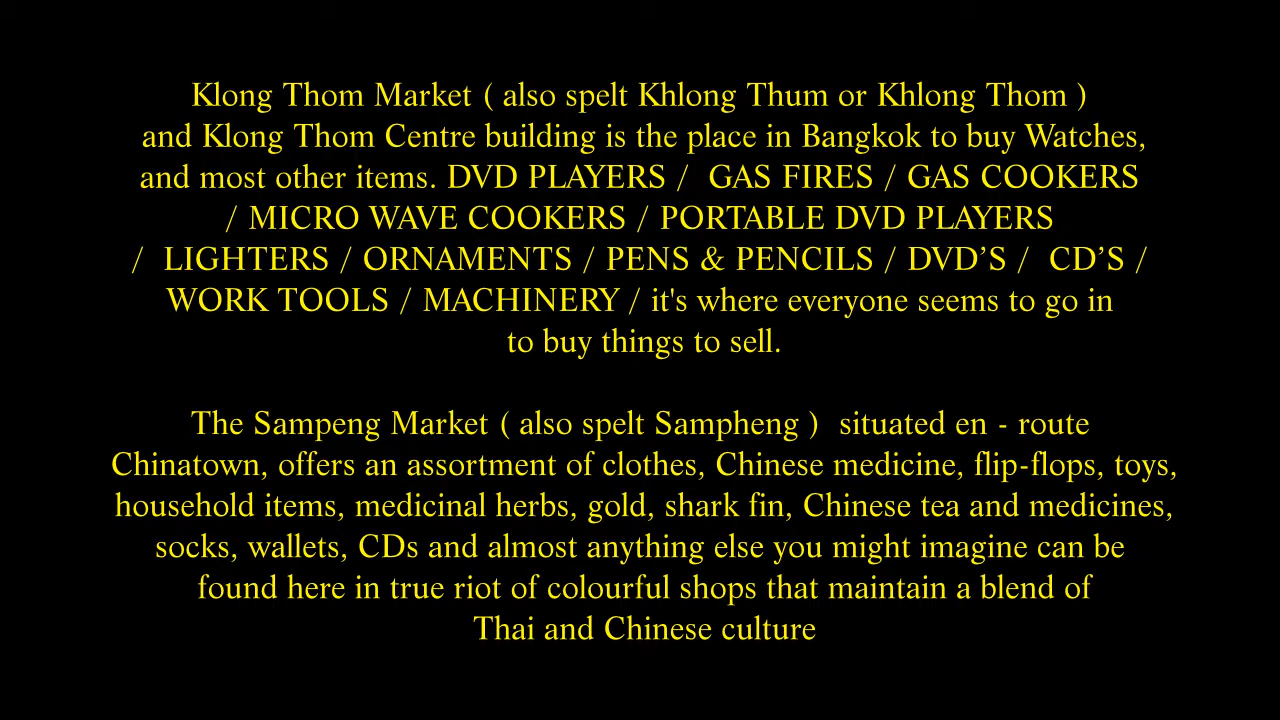 Klong Thom Market ( also spelt Khlong Thum or Khlong Thom )
and Klong Thom Centre building is the place in Bangkok to buy Watches,
and most other items. DVD PLAYERS /  GAS FIRES / GAS COOKERS
/ MICRO WAVE COOKERS / PORTABLE DVD PLAYERS
/  LIGHTERS / ORNAMENTS / PENS & PENCILS / DVD’S /  CD’S /
WORK TOOLS / MACHINERY / it's where everyone seems to go in
to buy things to sell.
The Sampeng Market ( also spelt Sampheng )  situated en - route
Chinatown, offers an assortment of clothes, Chinese medicine, flip-flops, toys,
household items, medicinal herbs, gold, shark fin, Chinese tea and medicines,
socks, wallets, CDs and almost anything else you might imagine can be
found here in true riot of colourful shops that maintain a blend of
Thai and Chinese culture